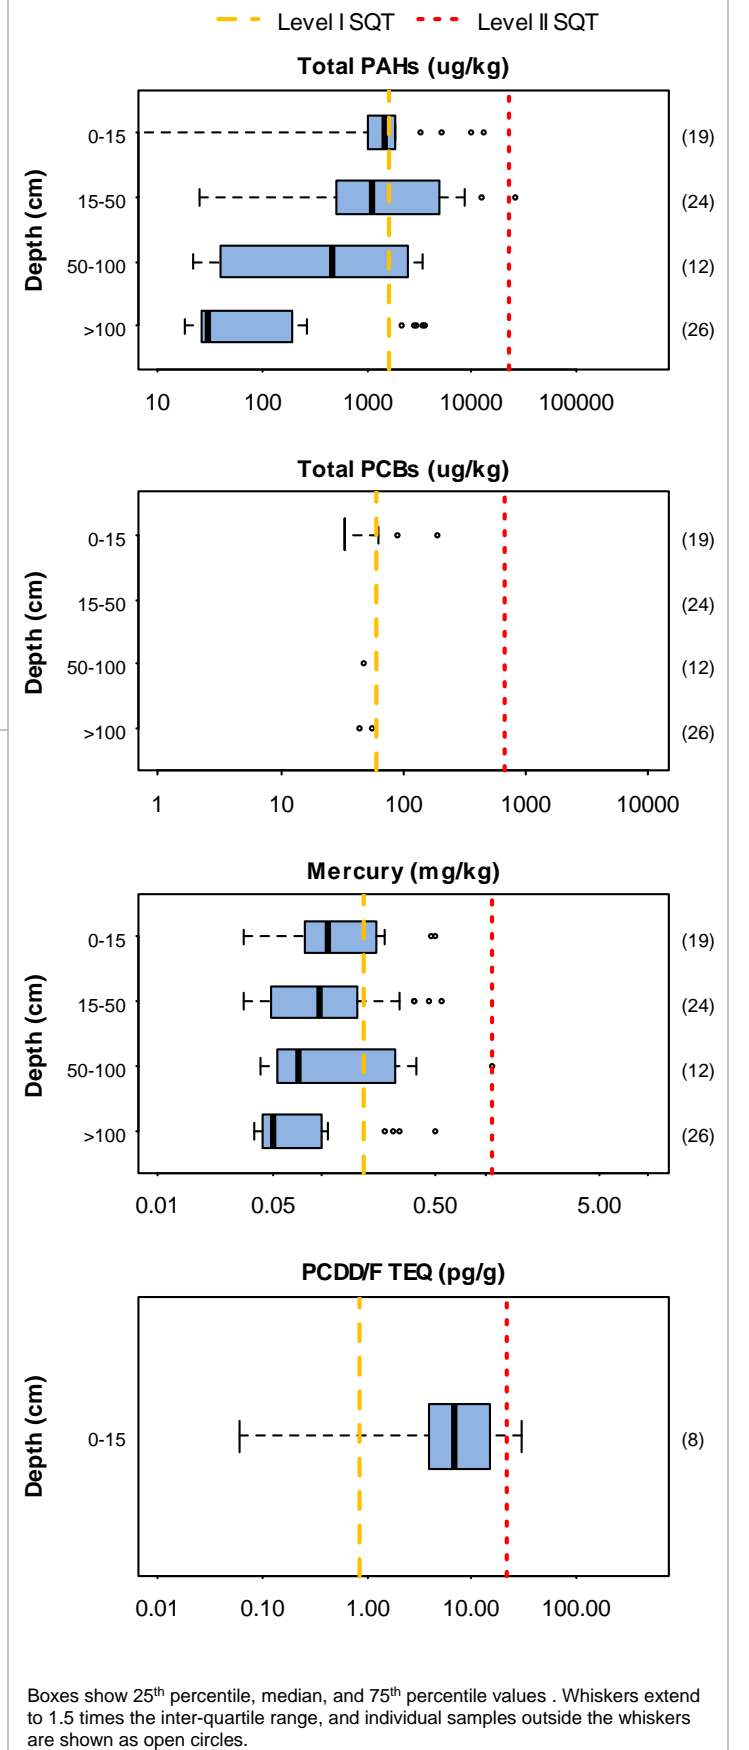 Level I SQT Level II SQT
Total PAHs (ug/kg)
Depth (cm)
0-15 (19)
15-50 (24)
50-100 (12)
>100 (26)
10 100 1000 10000 100000
Total PCBs (ug/kg)
Depth (cm)
0-15 (19)
15-50 (24)
50-100 (12)
>100 (26)
1 10 100 1000 10000
Mercury (mg/kg)
Depth (cm)
0-15 (19)
15-50 (24)
50-100 (12)
>100 (26)
0.01 0.05 0.50 5.00
PCDD/F TEQ (pg/g)
Depth (cm)
0-15 (8)
0.01 0.10 1.00 10.00 100.00
Boxes show 25th percentile, median, and 75th percentile values . Whiskers extend
to 1.5 times the inter-quartile range, and individual samples outside the whiskers
are shown as open circles.